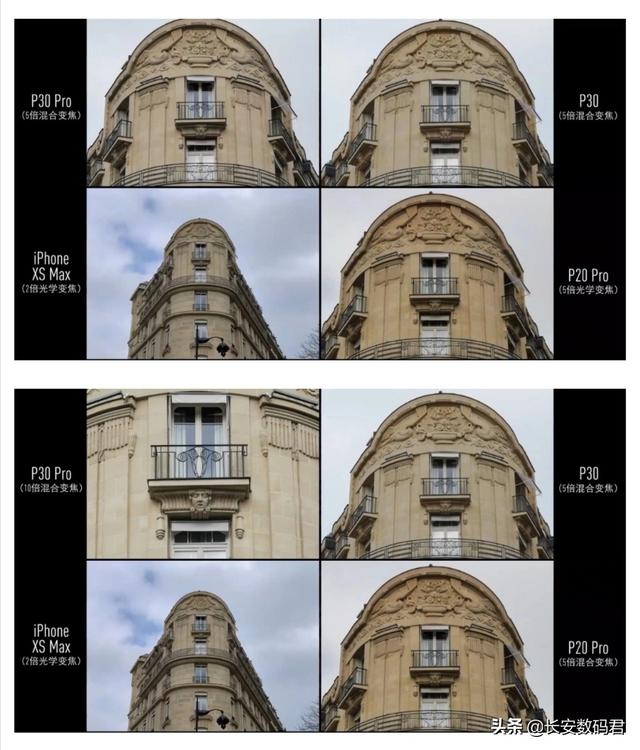 P30 Pro
(5倍混合变焦)
P30
(5倍混合变焦)
iPhone
XS Max
(2倍光学变焦)
P20 Pro
(5倍光学变焦)
P30 Pro
(10倍混合变焦)
P30
(5倍混合变焦)
iPhone
XS Max
(2倍光学变焦)
P20 Pro
(5倍混合变焦)
头条 @长安数码君